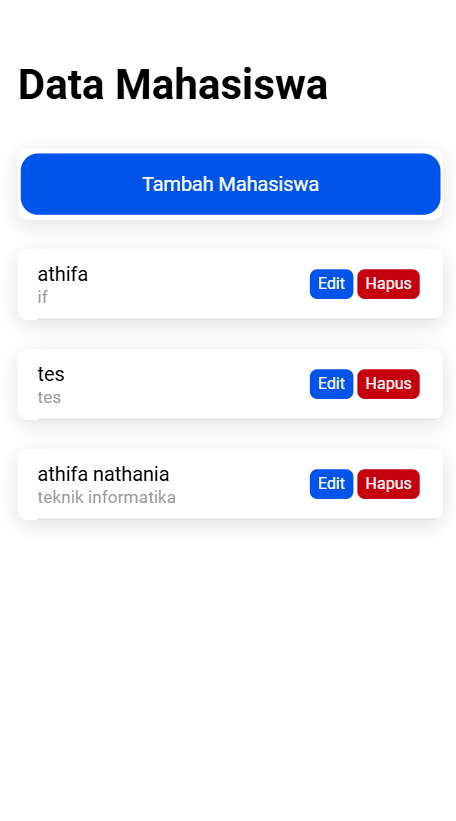 Data Mahasiswa
Tambah Mahasiswa
athifa
if
Edit Hapus
tes
tes
Edit Hapus
athifa nathania
teknik informatika
Edit Hapus